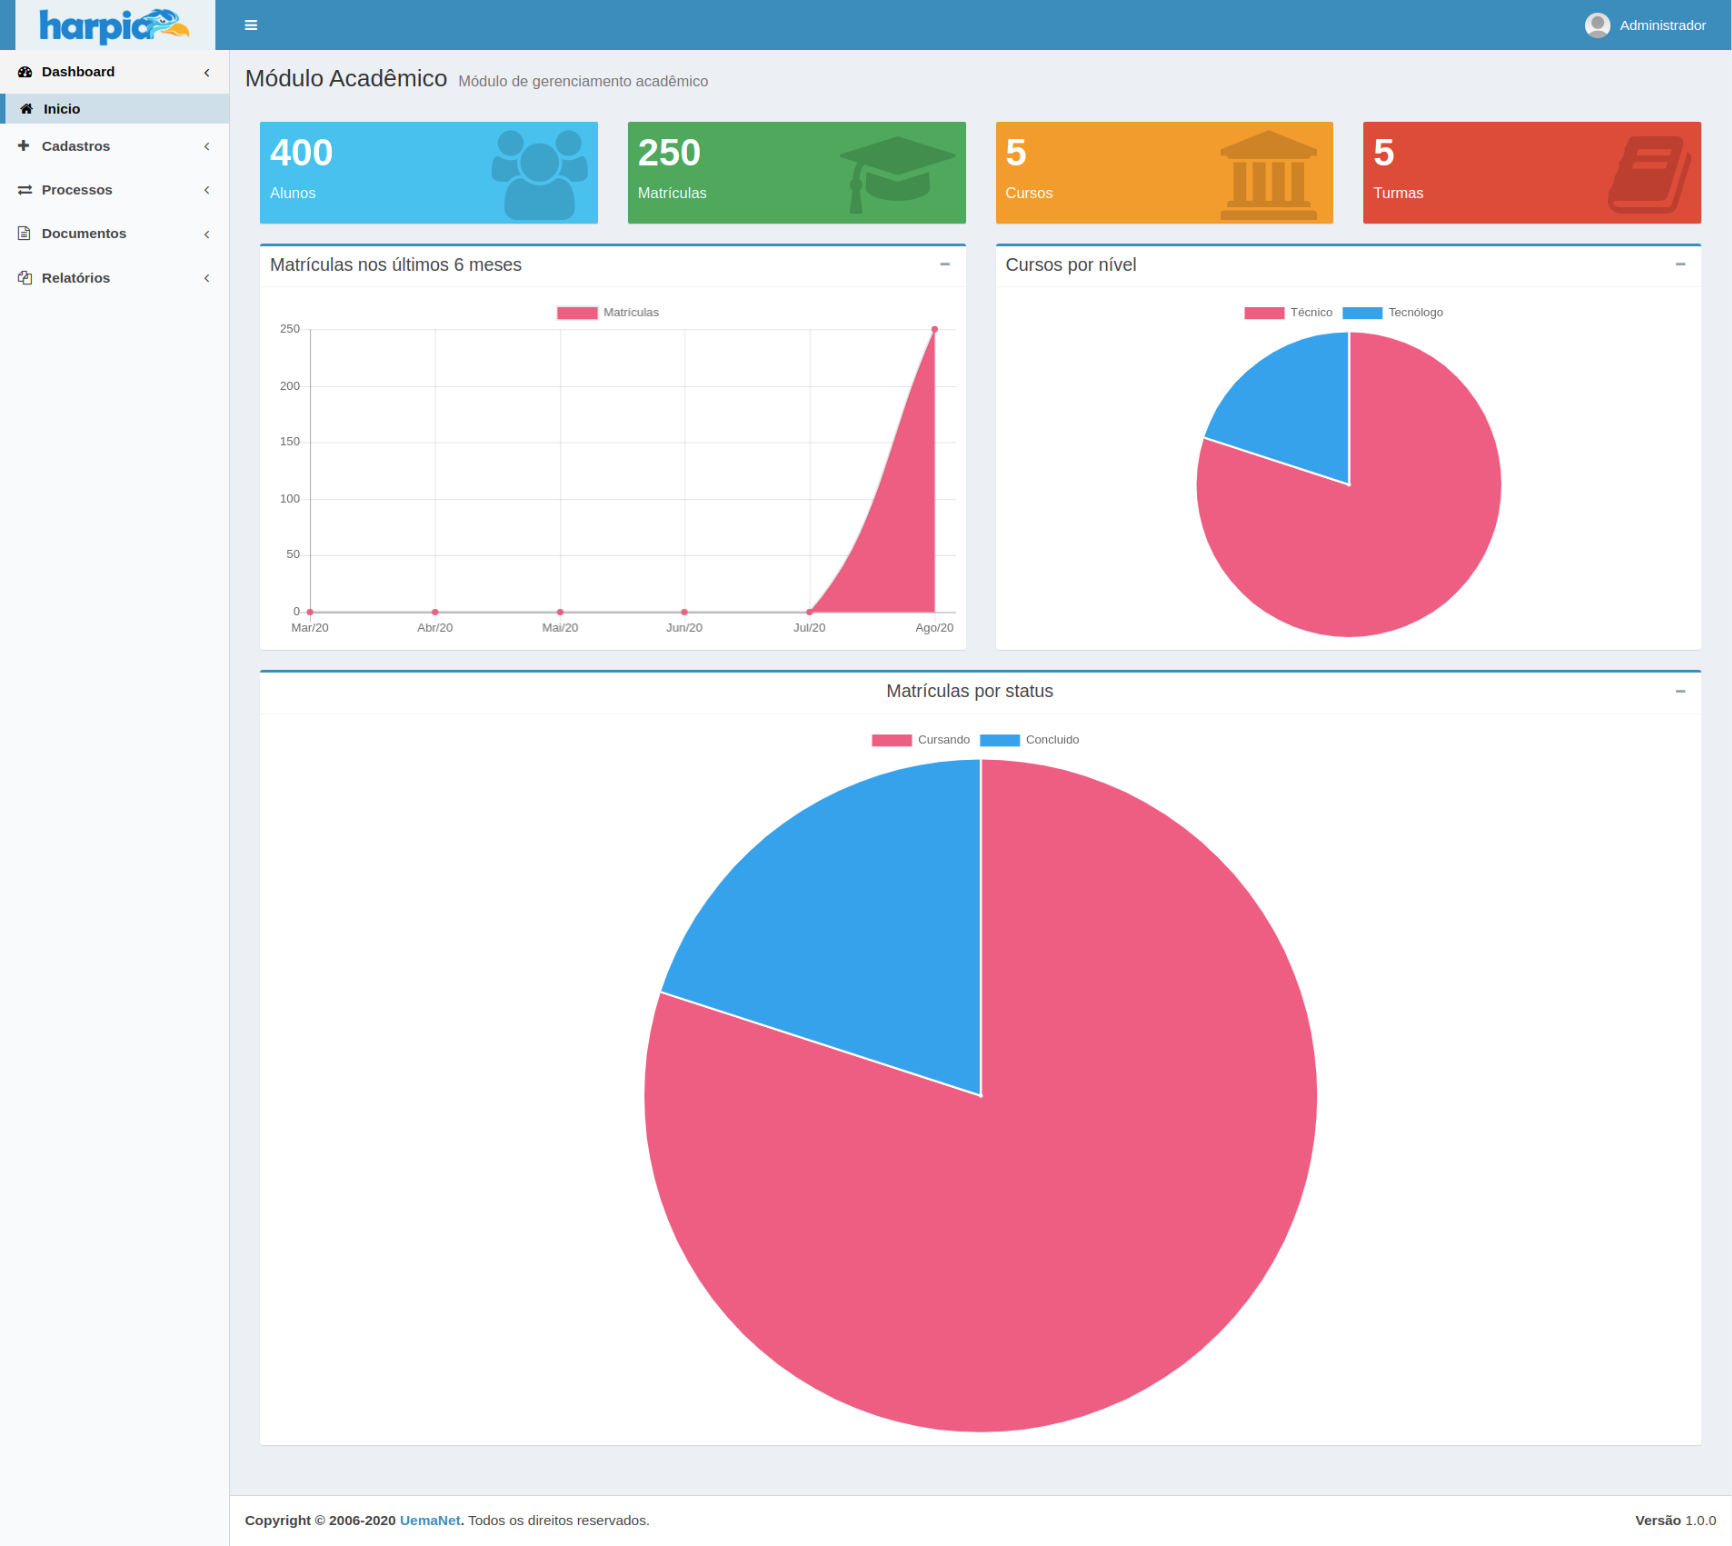 harpia
Administrador
Dashboard
Inicio
Cadastros
Processos
Documentos
Relatórios
Módulo Acadêmico Módulo de gerenciamento acadêmico
400
Alunos
250
Matrículas
5
Cursos
5
Turmas
Matrículas nos últimos 6 meses
Matrículas
250
200
150
100
50
0
Mar/20 Abr/20 Mai/20 Jun/20 Jul/20 Ago/20
Cursos por nível
Técnico Tecnólogo
Matrículas por status
Cursando Concluido
Copyright © 2006-2020 UemaNet. Todos os direitos reservados.
Versão 1.0.0